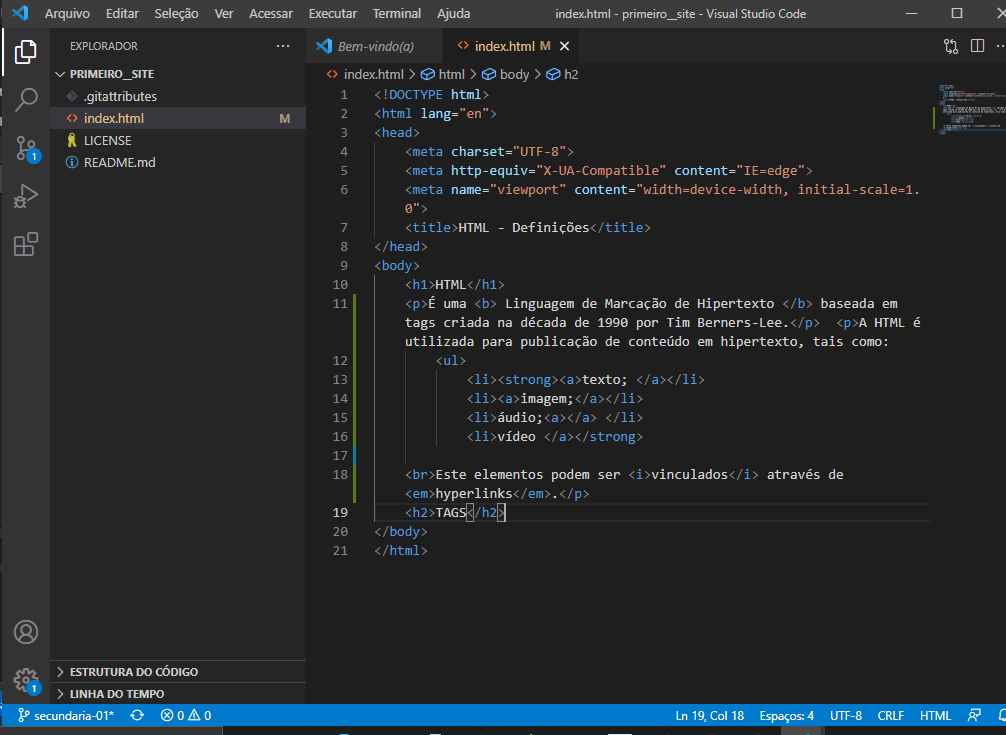 Arquivo Editar Seleção Ver Acessar Executar Terminal Ajuda index.html - primeiro__site - Visual Studio Code
EXPLORADOR ··· Bem-vindo(a) <> index.html M ×
PRIMEIRO__SITE
.gitattributes
<> index.html M
LICENSE
README.md
ESTRUTURA DO CÓDIGO
LINHA DO TEMPO
1
1
<> index.html > html > body > h2
1 <!DOCTYPE html>
2 <html lang="en">
3 <head>
4 <meta charset="UTF-8">
5 <meta http-equiv="X-UA-Compatible" content="IE=edge">
6 <meta name="viewport" content="width=device-width, initial-scale=1.
0">
7 <title>HTML - Definições</title>
8 </head>
9 <body>
10 <h1>HTML</h1>
11 <p>É uma <b> Linguagem de Marcação de Hipertexto </b> baseada em
tags criada na década de 1990 por Tim Berners-Lee.</p>  <p>A HTML é
utilizada para publicação de conteúdo em hipertexto, tais como:
12 <ul>
13 <li><strong><a>texto; </a></li>
14 <li><a>imagem;</a></li>
15 <li>áudio;<a></a> </li>
16 <li>vídeo </a></strong>
17
18 <br>Este elementos podem ser <i>vinculados</i> através de
<em>hyperlinks</em>.</p>
19 <h2>TAGS</h2>
20 </body>
21 </html>
secundaria-01* 0 0 Ln 19, Col 18 Espaços: 4 UTF-8 CRLF HTML